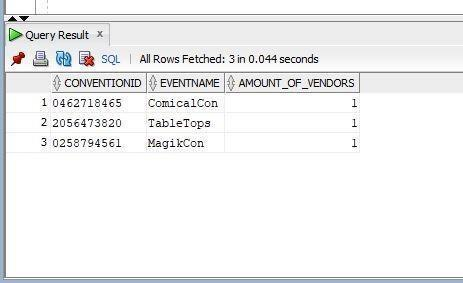 Query Result x
SQL | All Rows Fetched: 3 in 0.044 seconds
CONVENTIONID EVENTNAME AMOUNT_OF_VENDORS
1 0462718465 ComicalCon 1
2 2056473820 TableTops 1
3 0258794561 MagikCon 1